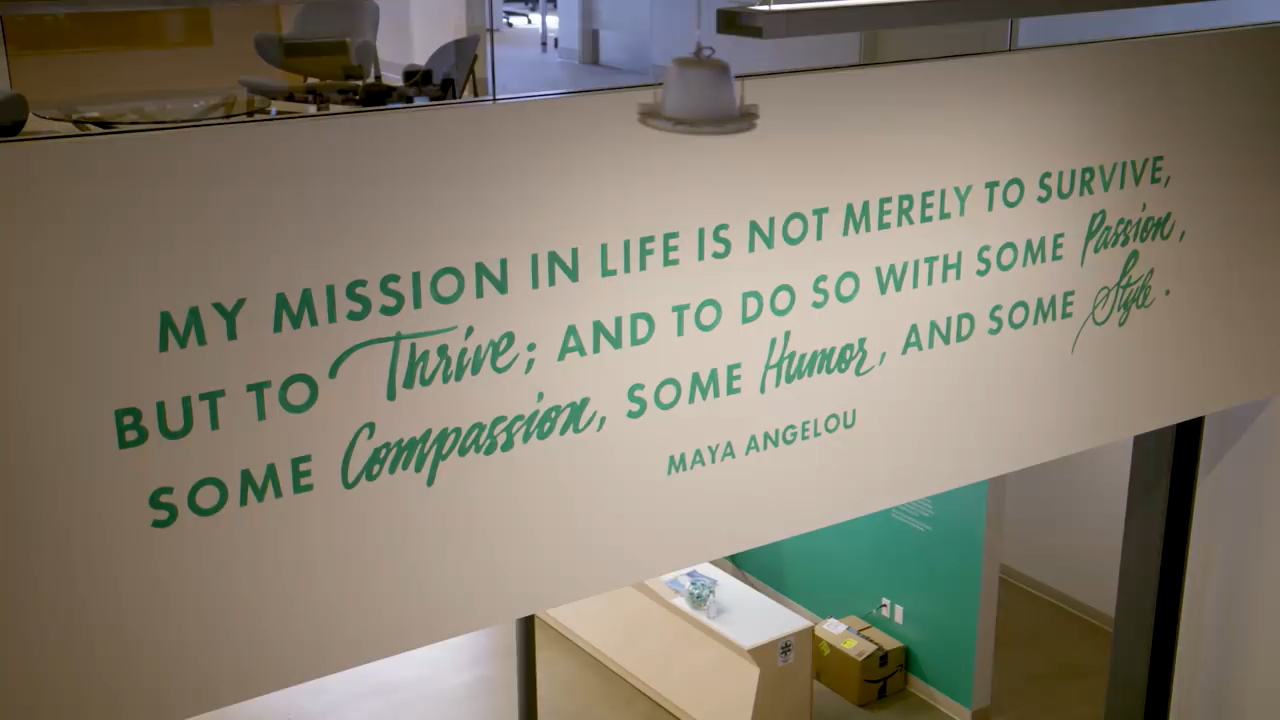 MY MISSION IN LIFE IS NOT MERELY TO SURVIVE,
BUT TO Thrive; AND TO DO SO WITH SOME Passion,
SOME Compassion, SOME Humor, AND SOME Style.
MAYA ANGELOU